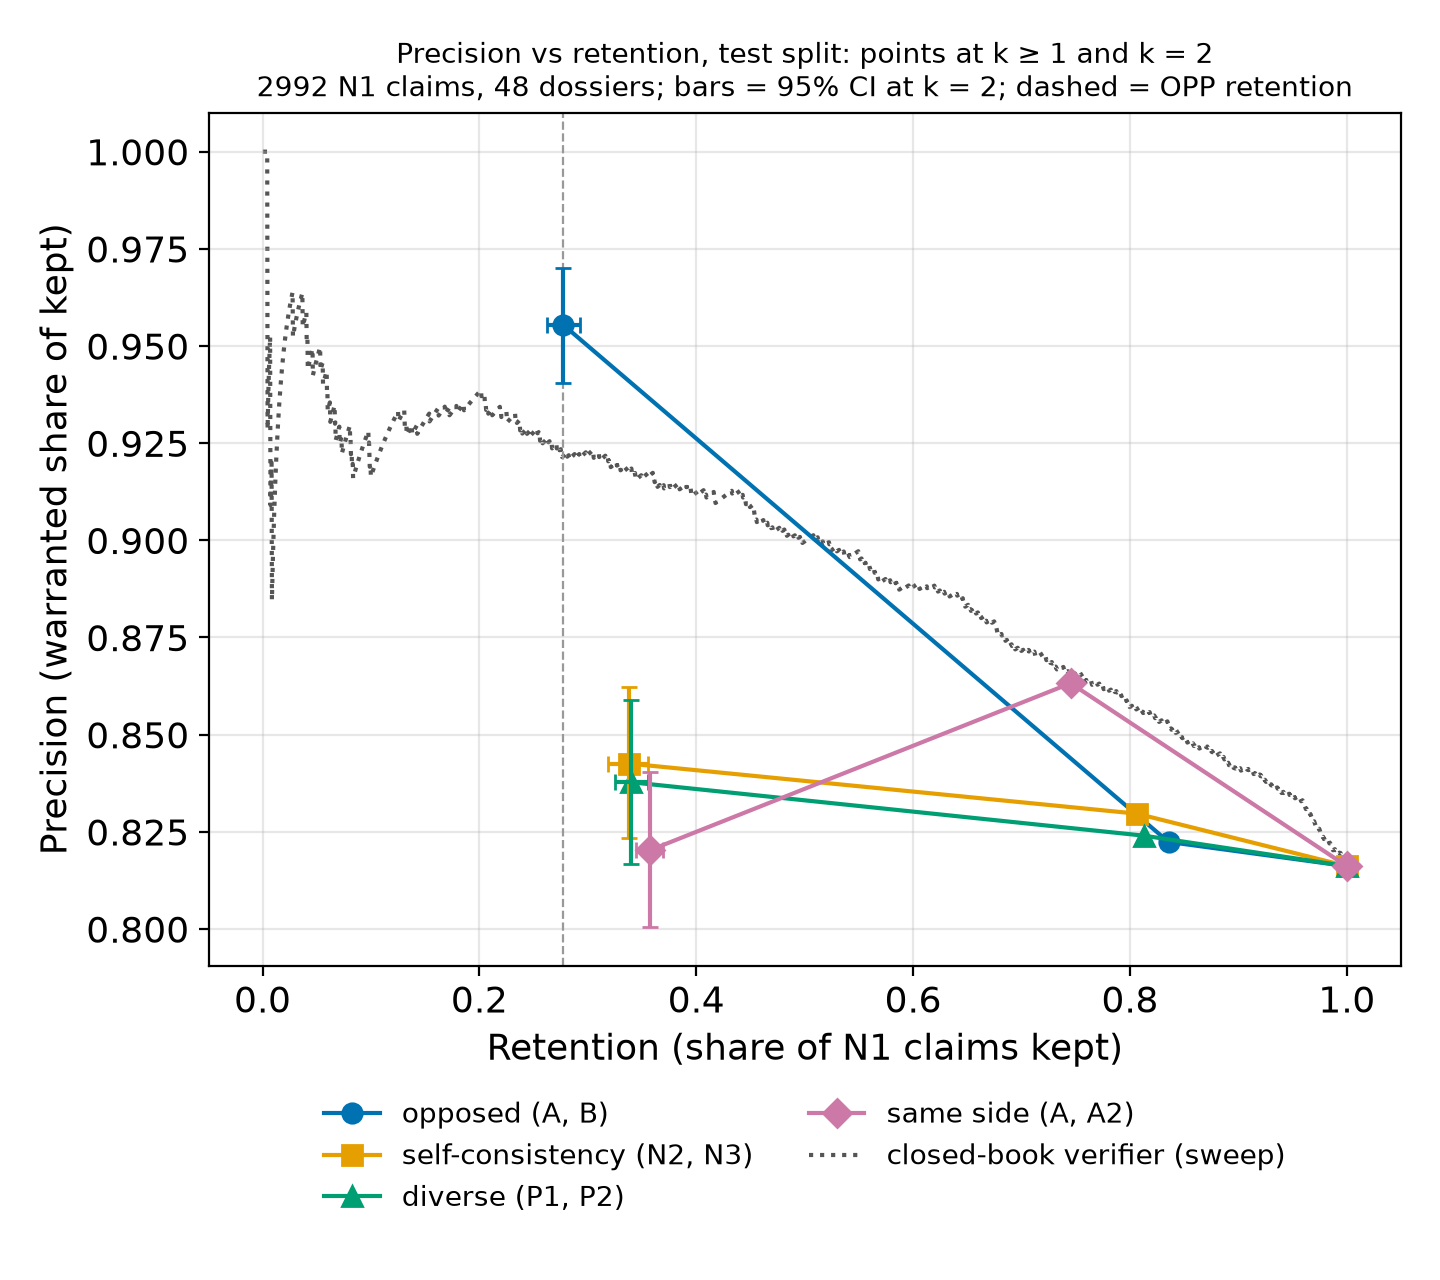 Precision vs retention, test split: points at k ≥ 1 and k = 2
2992 N1 claims, 48 dossiers; bars = 95% CI at k = 2; dashed = OPP retention
Precision (warranted share of kept)
1.000
0.975
0.950
0.925
0.900
0.875
0.850
0.825
0.800
0.0 0.2 0.4 0.6 0.8 1.0
Retention (share of N1 claims kept)
opposed (A, B)
self-consistency (N2, N3)
diverse (P1, P2)
same side (A, A2)
closed-book verifier (sweep)